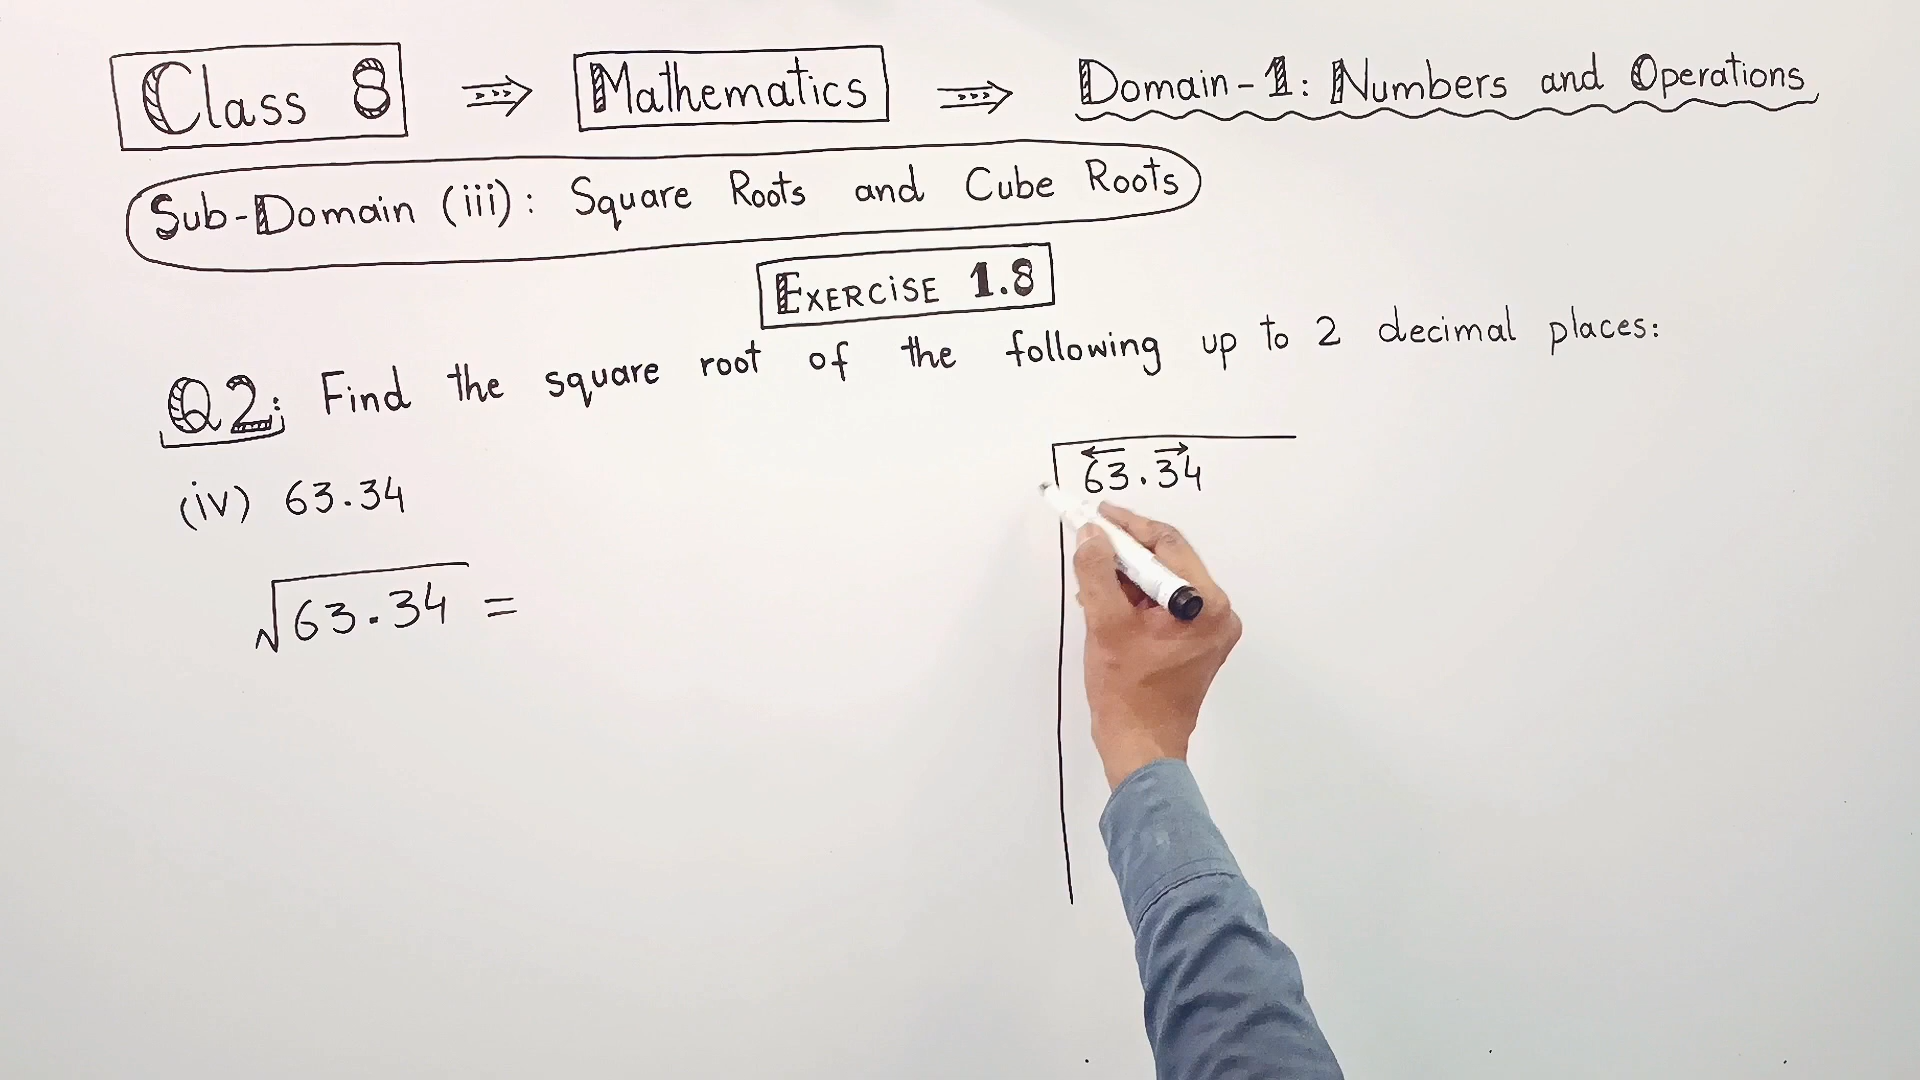 Class 8 ⇒ Mathematics ⇒ Domain-1: Numbers and Operations
Sub-Domain (iii): Square Roots and Cube Roots
Exercise 1.8
Q2: Find the square root of the following up to 2 decimal places:
(iv) 63.34
63.34
√63.34 =